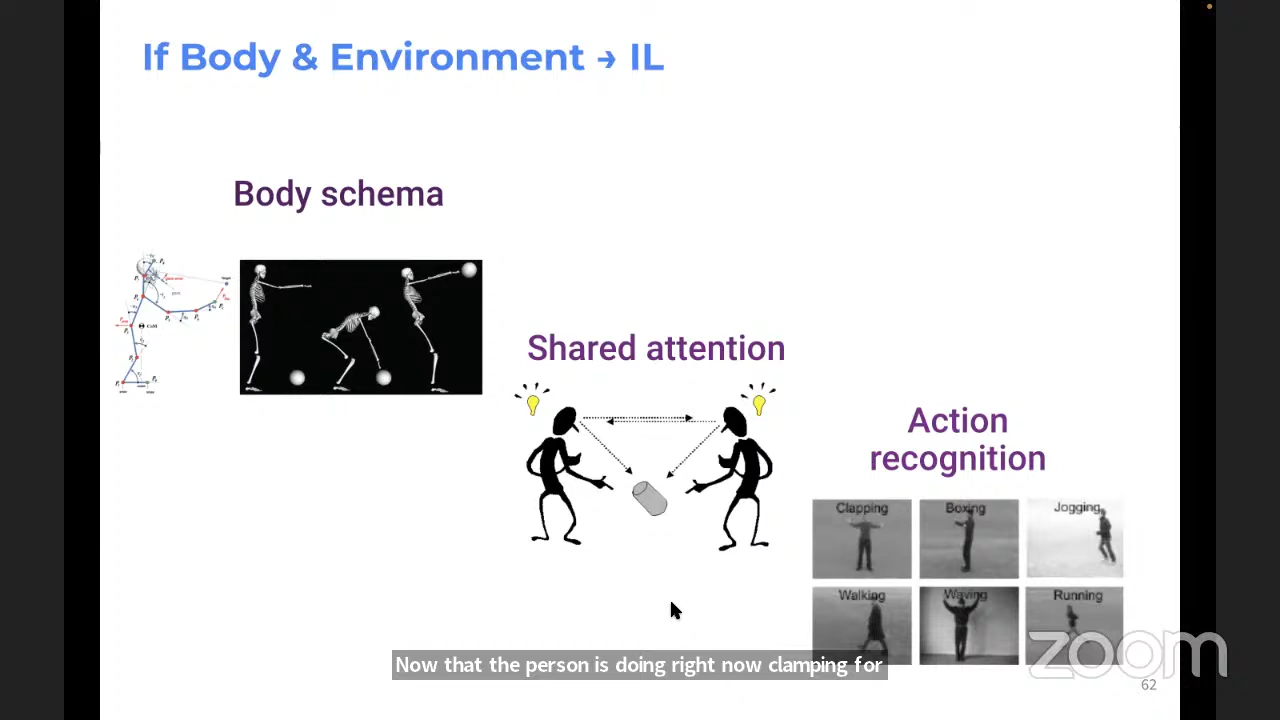 If Body & Environment → IL
Body schema
Shared attention
Action
recognition
Clapping
Boxing
Jogging
Walking
Waving
Running
Now that the person is doing right now clamping for
zoom
62